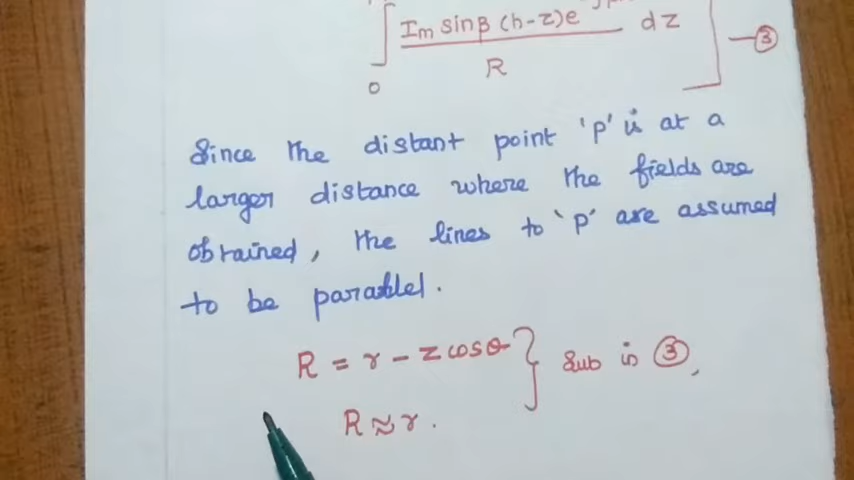 Im sinβ (h-z)e
dz
R
0
③
Since the distant point 'p' is at a
larger distance where the fields are
obtained, the lines to 'p' are assumed
to be parallel.
R = r - z cosθ } Sub in ③,
R ≈ r.